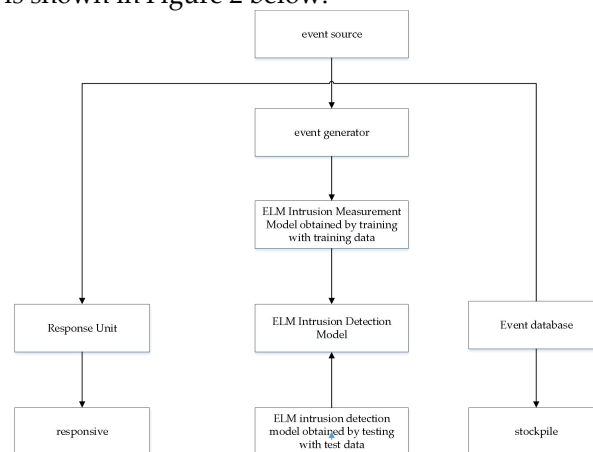 is shown in Figure 2 below.
event source
event generator
ELM Intrusion Measurement
Model obtained by training
with training data
Response Unit
ELM Intrusion Detection
Model
Event database
responsive
ELM intrusion detection
model obtained by testing
with test data
stockpile